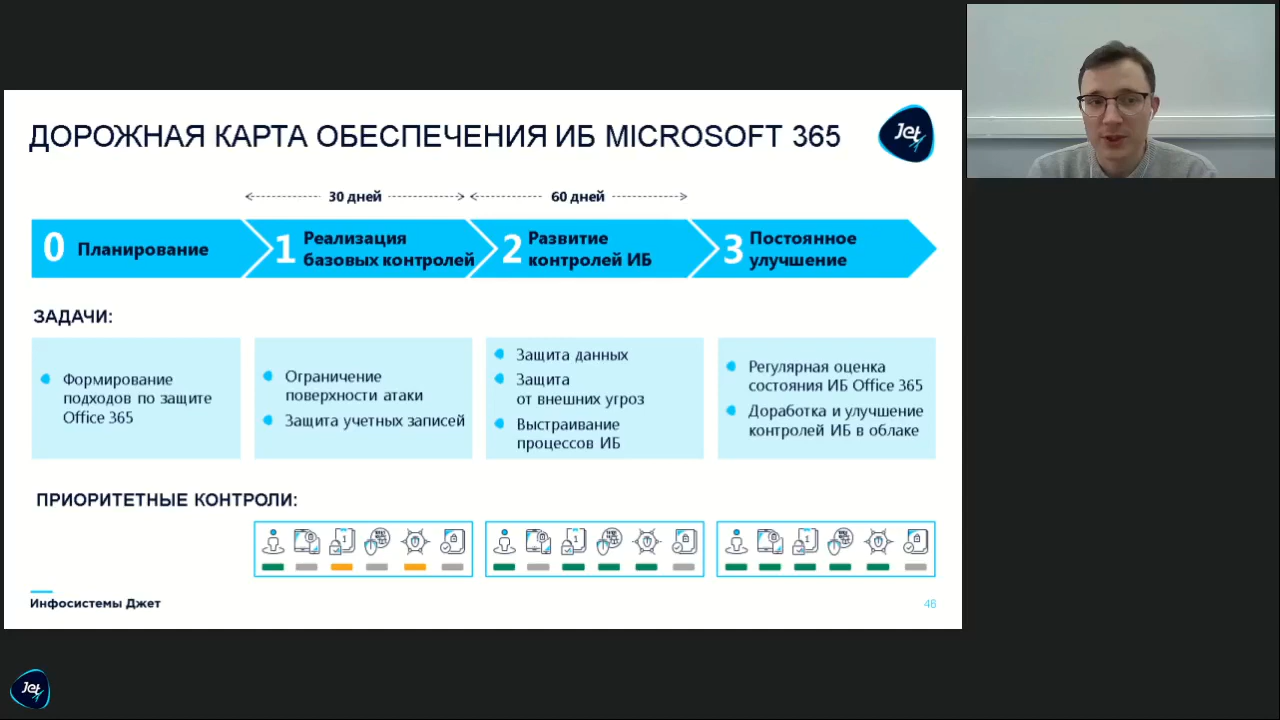 ДОРОЖНАЯ КАРТА ОБЕСПЕЧЕНИЯ ИБ MICROSOFT 365
Jet
30 дней
60 дней
0 Планирование
1 Реализация
базовых контролей
2 Развитие
контролей ИБ
3 Постоянное
улучшение
ЗАДАЧИ:
Формирование
подходов по защите
Office 365
Ограничение
поверхности атаки
Защита учетных записей
Защита данных
Защита
от внешних угроз
Выстраивание
процессов ИБ
Регулярная оценка
состояния ИБ Office 365
Доработка и улучшение
контролей ИБ в облаке
ПРИОРИТЕТНЫЕ КОНТРОЛИ:
1
1
1
Инфосистемы Джет
46
Jet